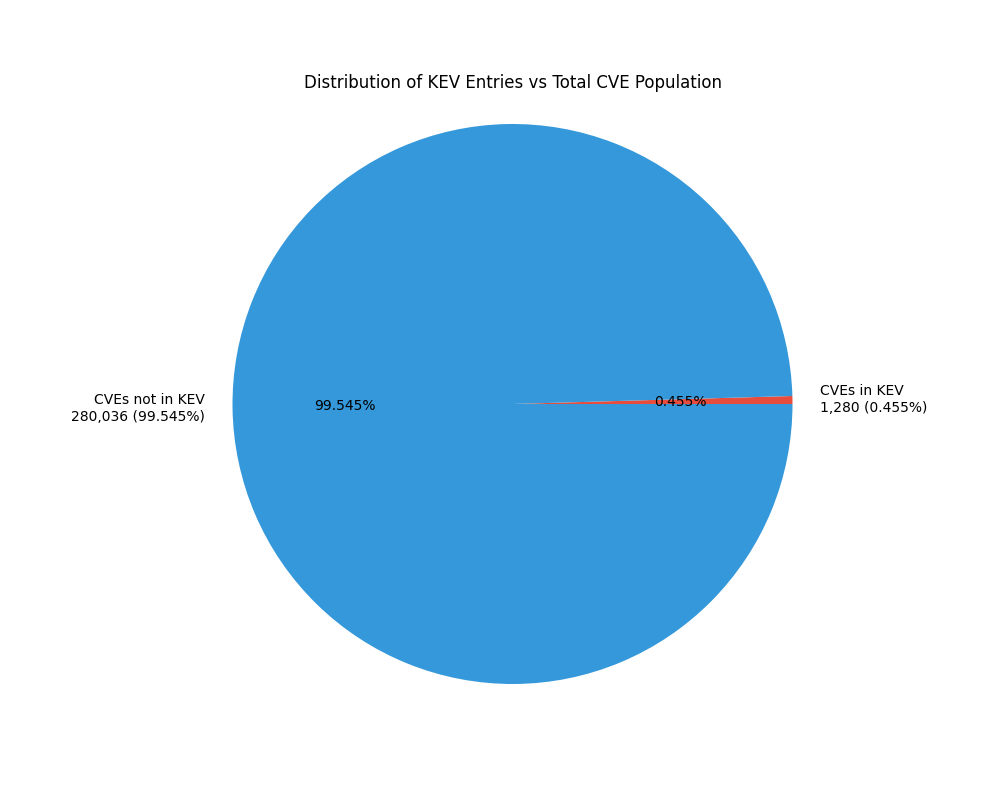 Distribution of KEV Entries vs Total CVE Population
CVEs not in KEV
280,036 (99.545%)
99.545%
0.455%
CVEs in KEV
1,280 (0.455%)